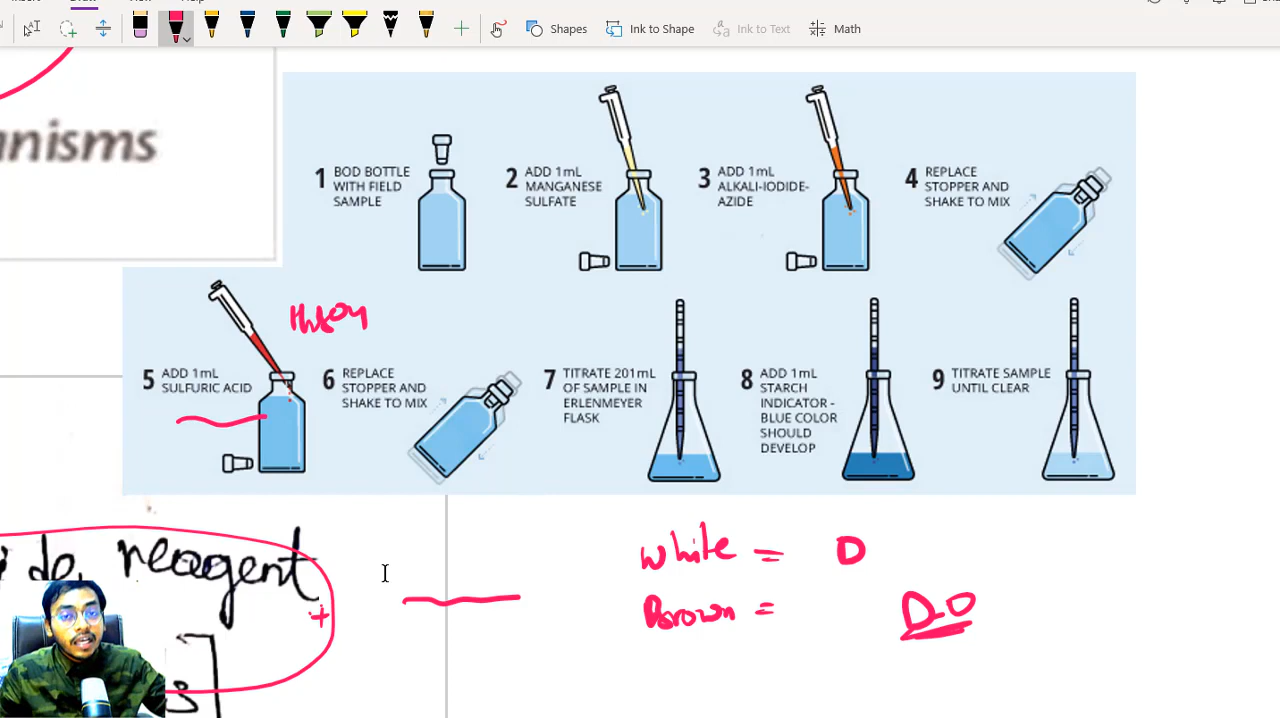 Draw
Help
Shapes
Ink to Shape
Ink to Text
Math
anisms
1 BOD BOTTLE
WITH FIELD
SAMPLE
2 ADD 1mL
MANGANESE
SULFATE
3 ADD 1mL
ALKALI-IODIDE-
AZIDE
4 REPLACE
STOPPER AND
SHAKE TO MIX
5 ADD 1mL
SULFURIC ACID
6 REPLACE
STOPPER AND
SHAKE TO MIX
7 TITRATE 201mL
OF SAMPLE IN
ERLENMEYER
FLASK
8 ADD 1mL
STARCH
INDICATOR -
BLUE COLOR
SHOULD
DEVELOP
9 TITRATE SAMPLE
UNTIL CLEAR
de reagent
+
White = D
Brown = D.O